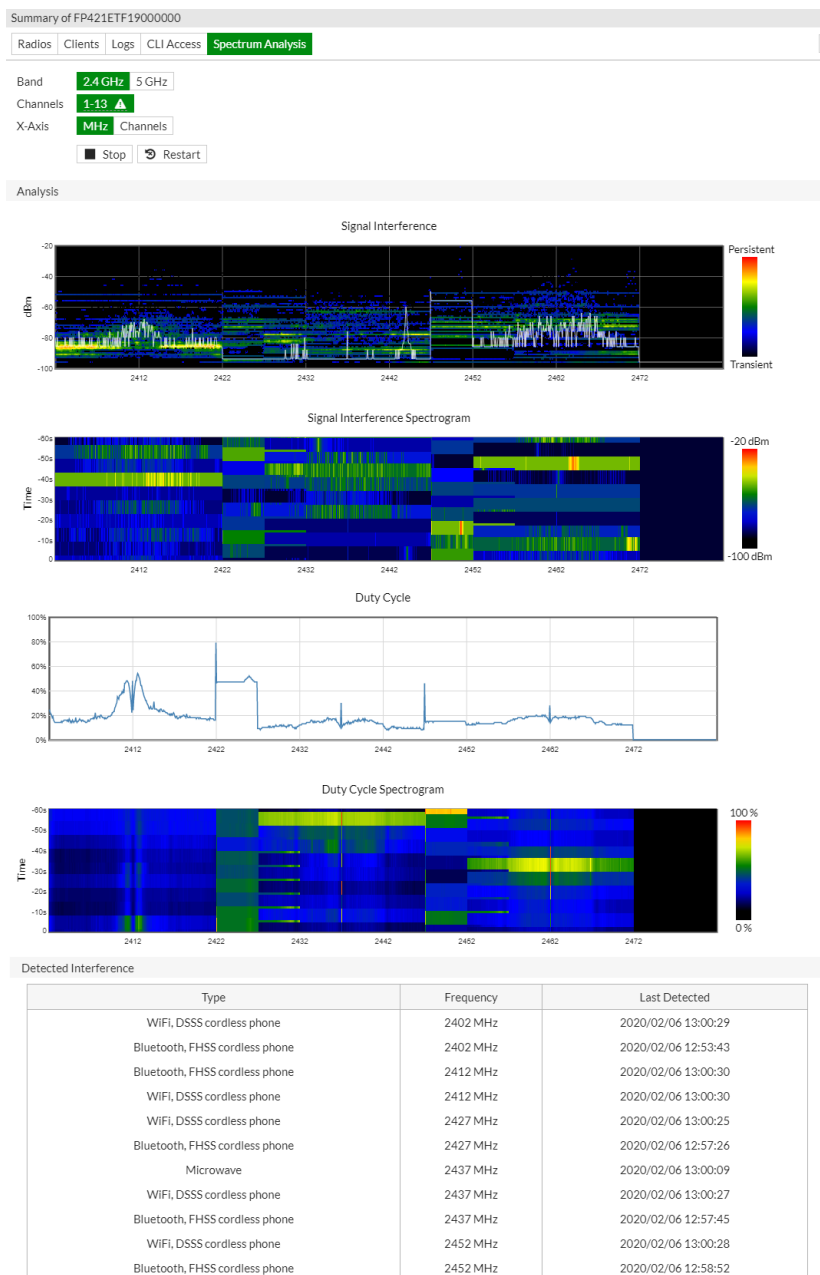 Summary of FP421ETF19000000
Radios Clients Logs CLI Access Spectrum Analysis
Band 2.4 GHz 5 GHz
Channels 1-13
X-Axis MHz Channels
Stop Restart
Analysis
Signal Interference
-20
-40
-60
-80
-100
dBm
2412 2422 2432 2442 2452 2462 2472
Persistent
Transient
Signal Interference Spectrogram
-60s
-50s
-40s
-30s
-20s
-10s
0
Time
2412 2422 2432 2442 2452 2462 2472
-20 dBm
-100 dBm
Duty Cycle
100%
80%
60%
40%
20%
0%
2412 2422 2432 2442 2452 2462 2472
Duty Cycle Spectrogram
-60s
-50s
-40s
-30s
-20s
-10s
0
Time
2412 2422 2432 2442 2452 2462 2472
100 %
0 %
Detected Interference
Type Frequency Last Detected
WiFi, DSSS cordless phone 2402 MHz 2020/02/06 13:00:29
Bluetooth, FHSS cordless phone 2402 MHz 2020/02/06 12:53:43
Bluetooth, FHSS cordless phone 2412 MHz 2020/02/06 13:00:30
WiFi, DSSS cordless phone 2412 MHz 2020/02/06 13:00:30
WiFi, DSSS cordless phone 2427 MHz 2020/02/06 13:00:25
Bluetooth, FHSS cordless phone 2427 MHz 2020/02/06 12:57:26
Microwave 2437 MHz 2020/02/06 13:00:09
WiFi, DSSS cordless phone 2437 MHz 2020/02/06 13:00:27
Bluetooth, FHSS cordless phone 2437 MHz 2020/02/06 12:57:45
WiFi, DSSS cordless phone 2452 MHz 2020/02/06 13:00:28
Bluetooth, FHSS cordless phone 2452 MHz 2020/02/06 12:58:52